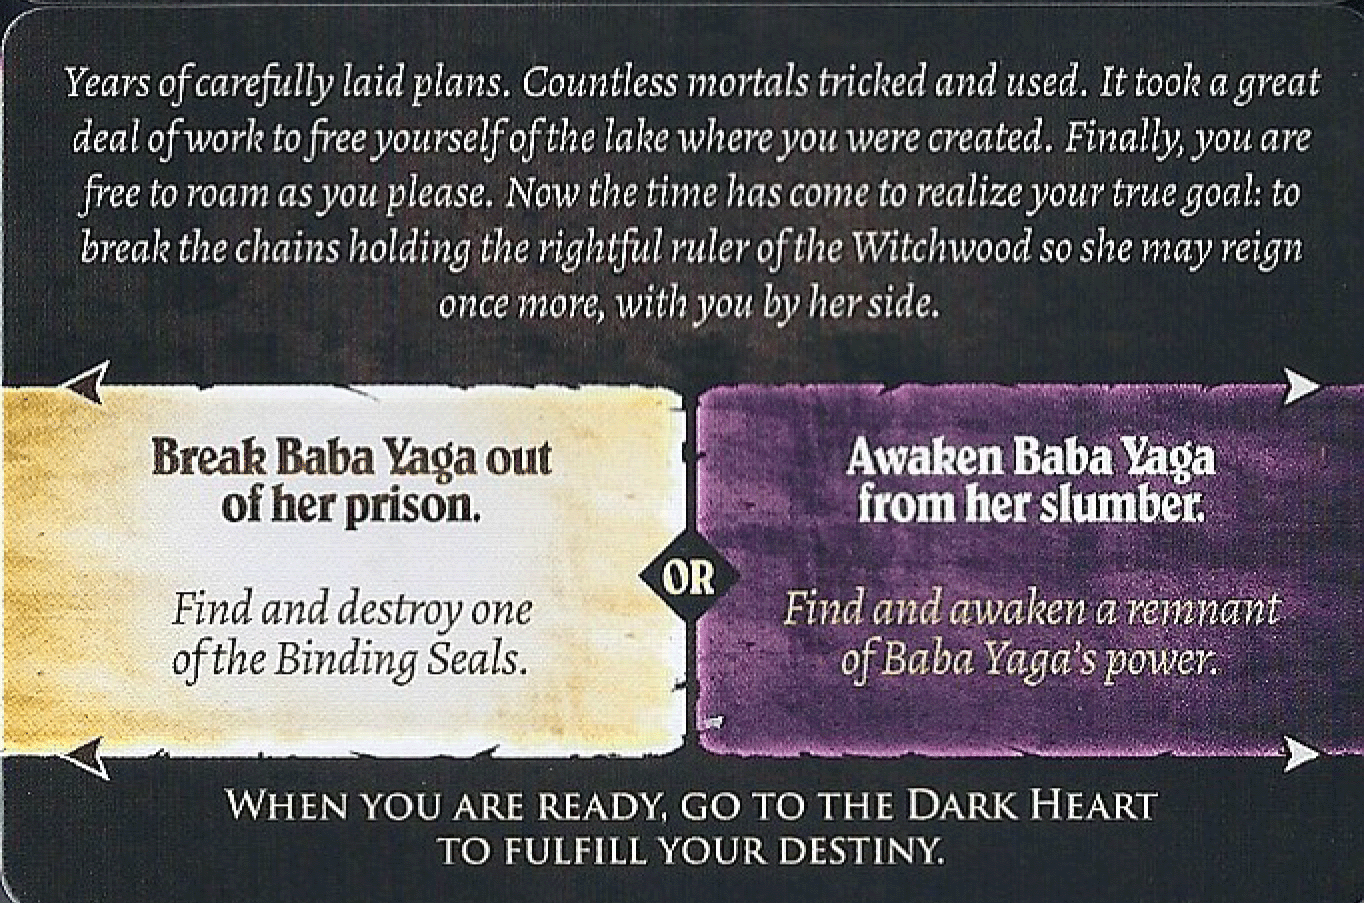 Years of carefully laid plans. Countless mortals tricked and used. It took a great
deal of work to free yourself of the lake where you were created. Finally, you are
free to roam as you please. Now the time has come to realize your true goal: to
break the chains holding the rightful ruler of the Witchwood so she may reign
once more, with you by her side.
Break Baba Yaga out
of her prison.
Find and destroy one
of the Binding Seals.
OR
Awaken Baba Yaga
from her slumber.
Find and awaken a remnant
of Baba Yaga's power.
WHEN YOU ARE READY, GO TO THE DARK HEART
TO FULFILL YOUR DESTINY.